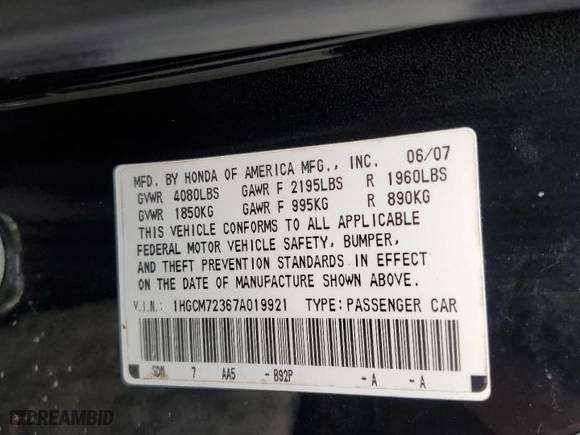 MFD. BY HONDA OF AMERICA MFG., INC. 06/07
GVWR 4080LBS GAWR F 2195LBS R 1960LBS
GVWR 1850KG GAWR F 995KG R 890KG
THIS VEHICLE CONFORMS TO ALL APPLICABLE
FEDERAL MOTOR VEHICLE SAFETY, BUMPER,
AND THEFT PREVENTION STANDARDS IN EFFECT
ON THE DATE OF MANUFACTURE SHOWN ABOVE.
V.I.N.: 1HGCM72367A019921 TYPE: PASSENGER CAR
SDN 7 AA5 - B92P - A - A
DREAMBID